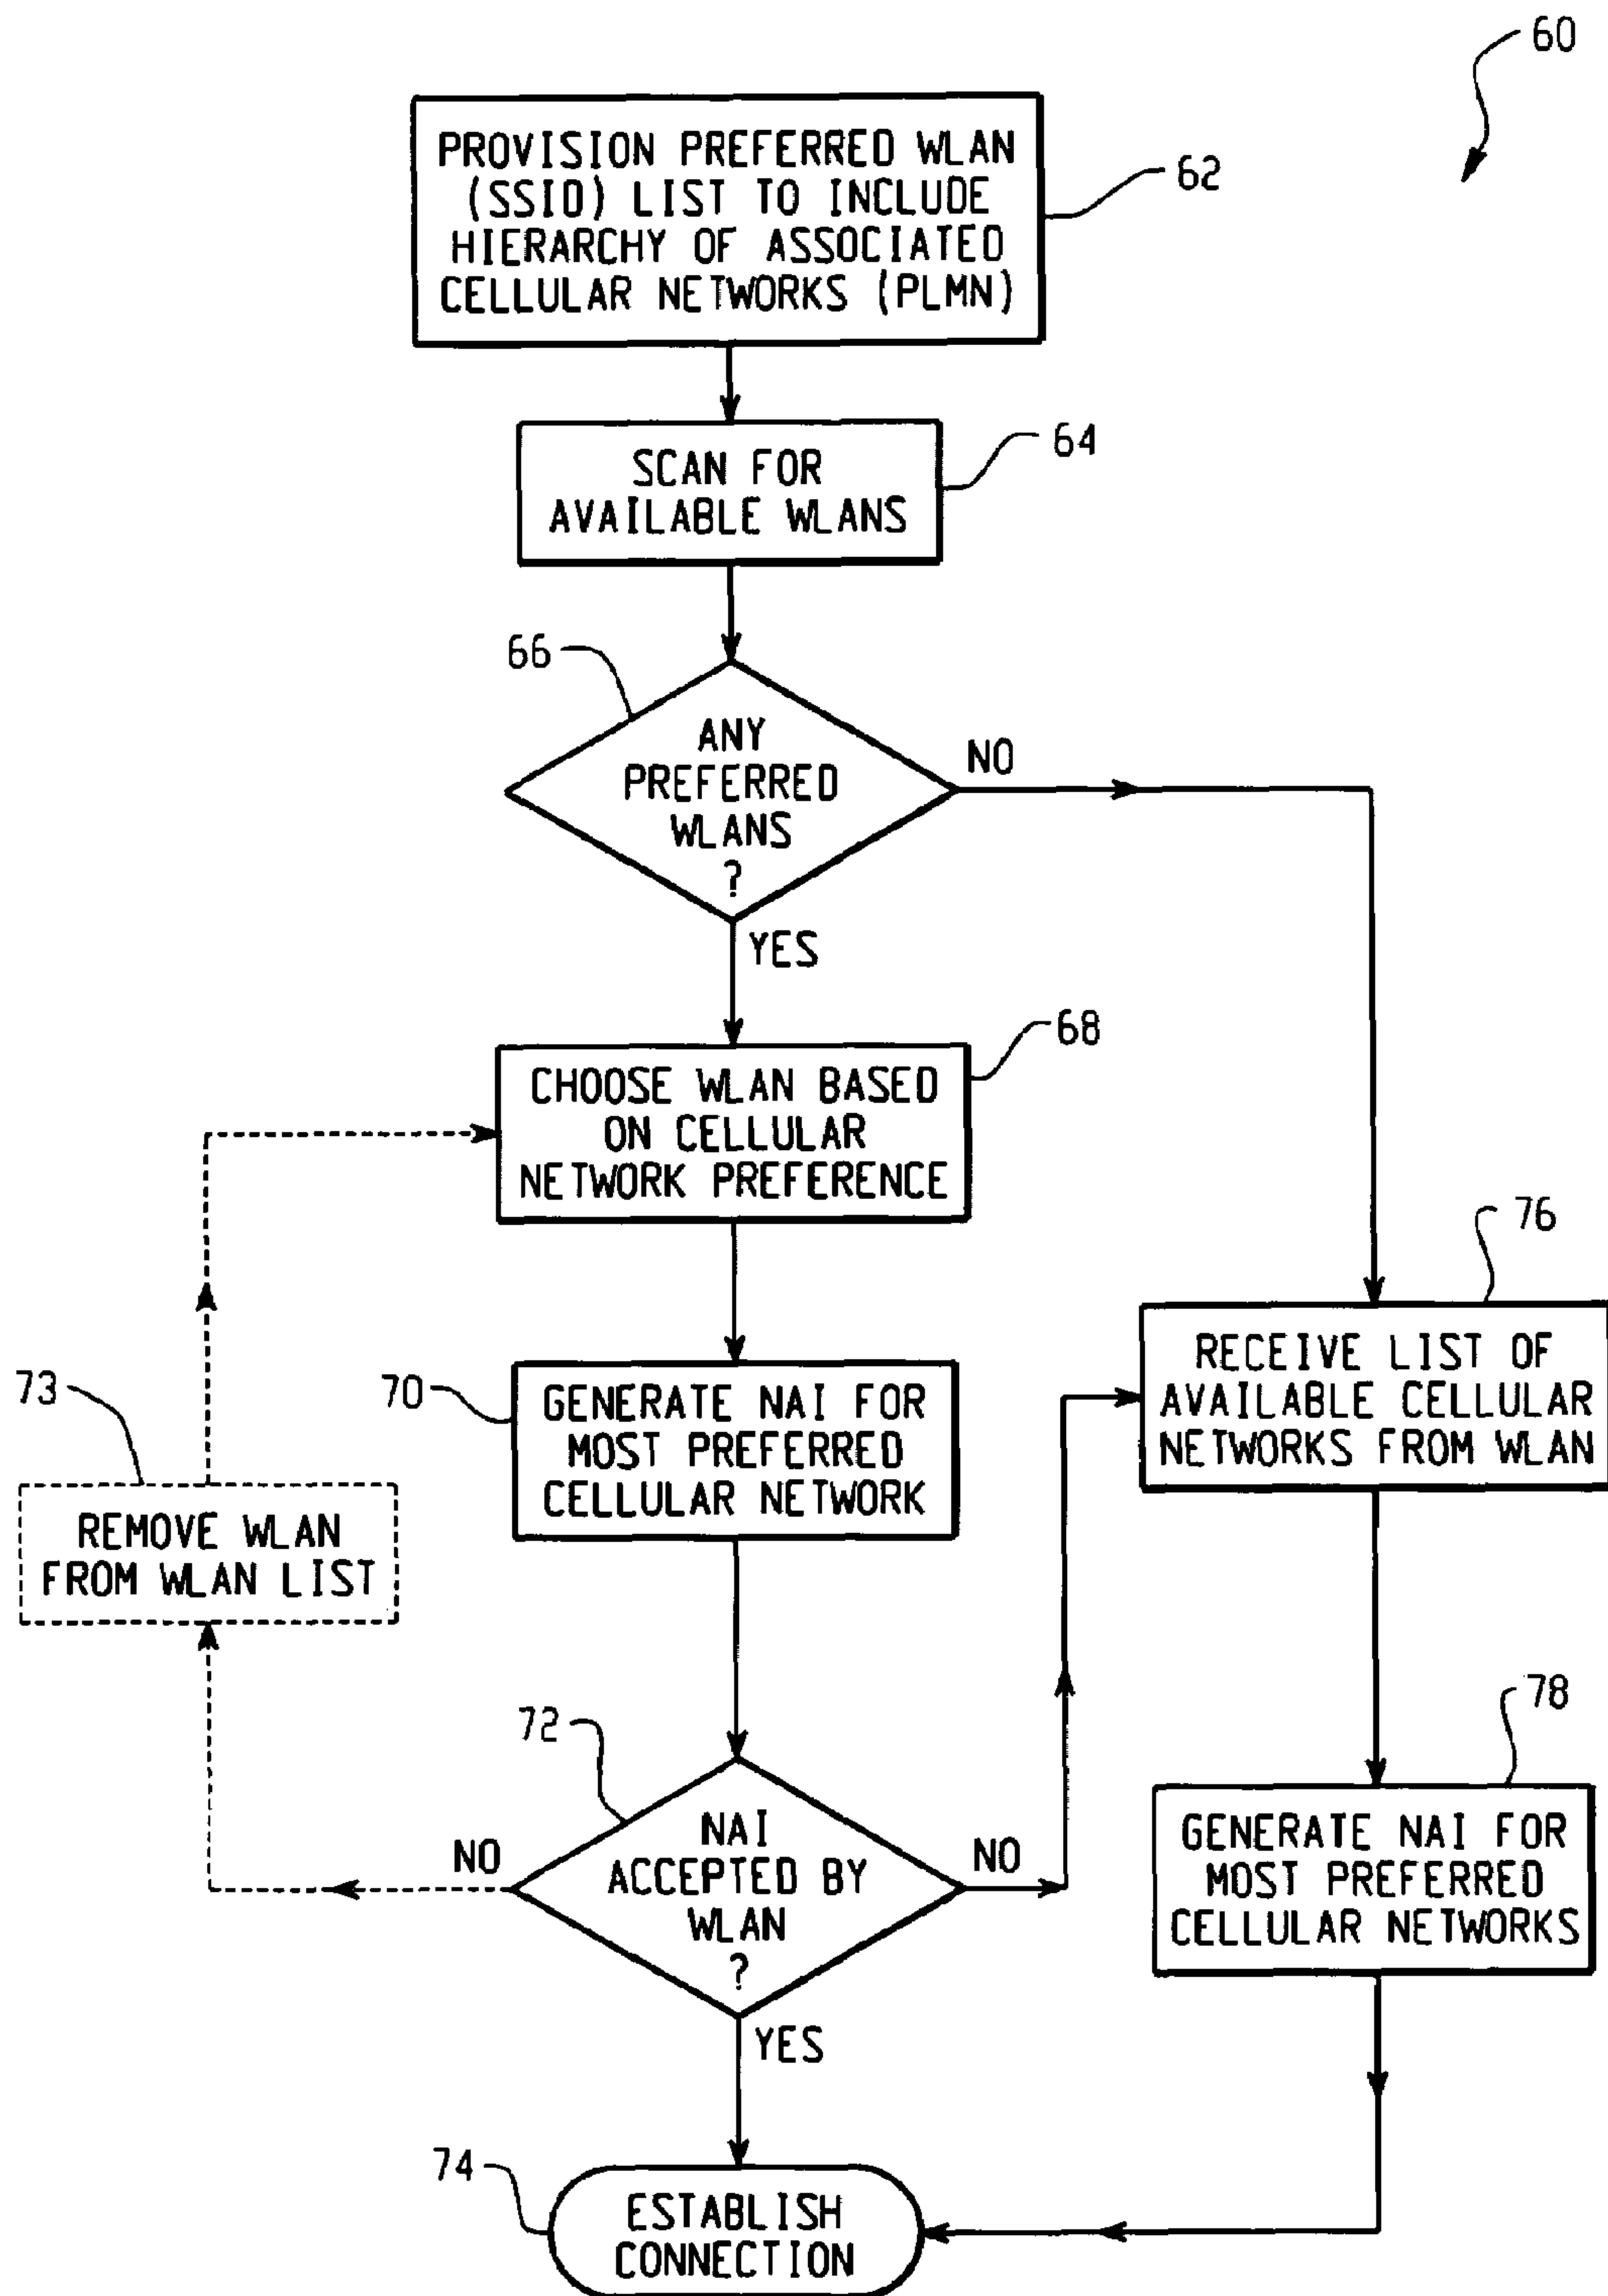 60
PROVISION PREFERRED WLAN
(SSID) LIST TO INCLUDE
HIERARCHY OF ASSOCIATED
CELLULAR NETWORKS (PLMN)
62
SCAN FOR
AVAILABLE WLANS
64
66
ANY
PREFERRED
WLANS
?
NO
YES
68
CHOOSE WLAN BASED
ON CELLULAR
NETWORK PREFERENCE
76
RECEIVE LIST OF
AVAILABLE CELLULAR
NETWORKS FROM WLAN
70
GENERATE NAI FOR
MOST PREFERRED
CELLULAR NETWORK
73
REMOVE WLAN
FROM WLAN LIST
72
NAI
ACCEPTED BY
WLAN
?
NO
NO
YES
78
GENERATE NAI FOR
MOST PREFERRED
CELLULAR NETWORKS
74
ESTABLISH
CONNECTION